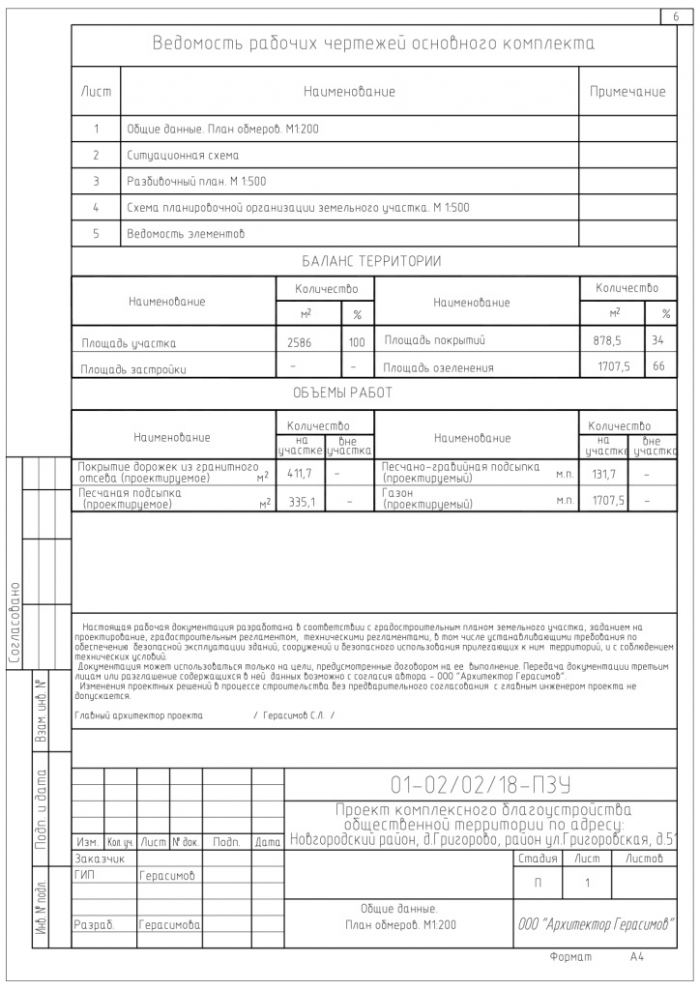 6
Ведомость рабочих чертежей основного комплекта
Лист Наименование Примечание
1 Общие данные. План обмеров. М1:200
2 Ситуационная схема
3 Разбивочный план. М 1:500
4 Схема планировочной организации земельного участка. М 1:500
5 Ведомость элементов
БАЛАНС ТЕРРИТОРИИ
Наименование Количество Наименование Количество
м² % м² %
Площадь участка 2586 100 Площадь покрытий 878,5 34
Площадь застройки - - Площадь озеленения 1707,5 66
ОБЪЕМЫ РАБОТ
Наименование Количество Наименование Количество
на вне на вне
участке участка участке участка
Покрытие дорожек из гранитного Песчано-гравийная подсыпка
отсева (проектируемое) м² 411,7 - (проектируемый) м.п. 131,7 -
Песчаная подсыпка Газон
(проектируемое) м² 335,1 - (проектируемый) м.п. 1707,5 -
Настоящая рабочая документация разработана в соответствии с градостроительным планом земельного участка, заданием на
проектирование, градостроительным регламентом, техническими регламентами, в том числе устанавливающими требования по
обеспечению безопасной эксплуатации зданий, сооружений и безопасного использования прилегающих к ним территорий, и с соблюдением
технических условий.
Документация может использоваться только на цели, предусмотренные договором на ее выполнение. Передача документации третьим
лицам или разглашение содержащихся в ней данных возможно с согласия автора - ООО "Архитектор Герасимов".
Изменения проектных решений в процессе строительства без предварительного согласования с главным инженером проекта не
допускается.
Главный архитектор проекта / Герасимов С.Л. /
Согласовано
Взам. инв. №
Подп. и дата
Инв. № подл.
01-02/02/18-ПЗУ
Проект комплексного благоустройства
общественной территории по адресу:
Новгородский район, д.Григорово, район ул.Григоровская, д.51
Изм. Кол.уч. Лист № док. Подп. Дата
Заказчик
ГИП Герасимов
Разраб. Герасимова
Стадия Лист Листов
П 1
Общие данные.
План обмеров. М1:200
ООО "Архитектор Герасимов"
Формат А4